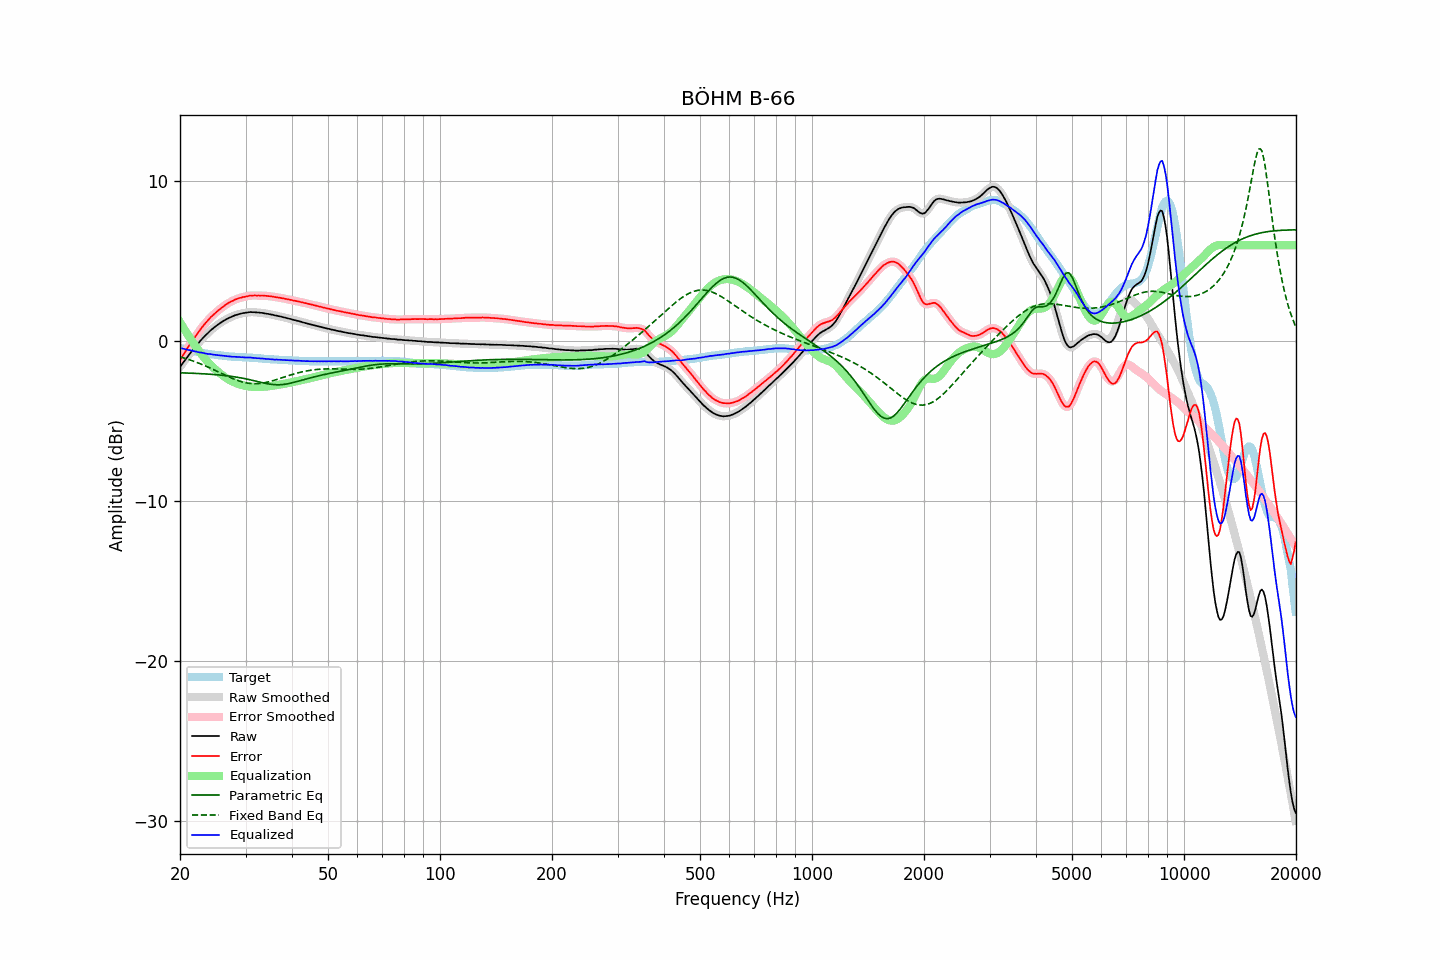 BÖHM B-66
Amplitude (dBr)
10
0
−10
−20
−30
Target
Raw Smoothed
Error Smoothed
Raw
Error
Equalization
Parametric Eq
Fixed Band Eq
Equalized
20 50 100 200 500 1000 2000 5000 10000 20000
Frequency (Hz)